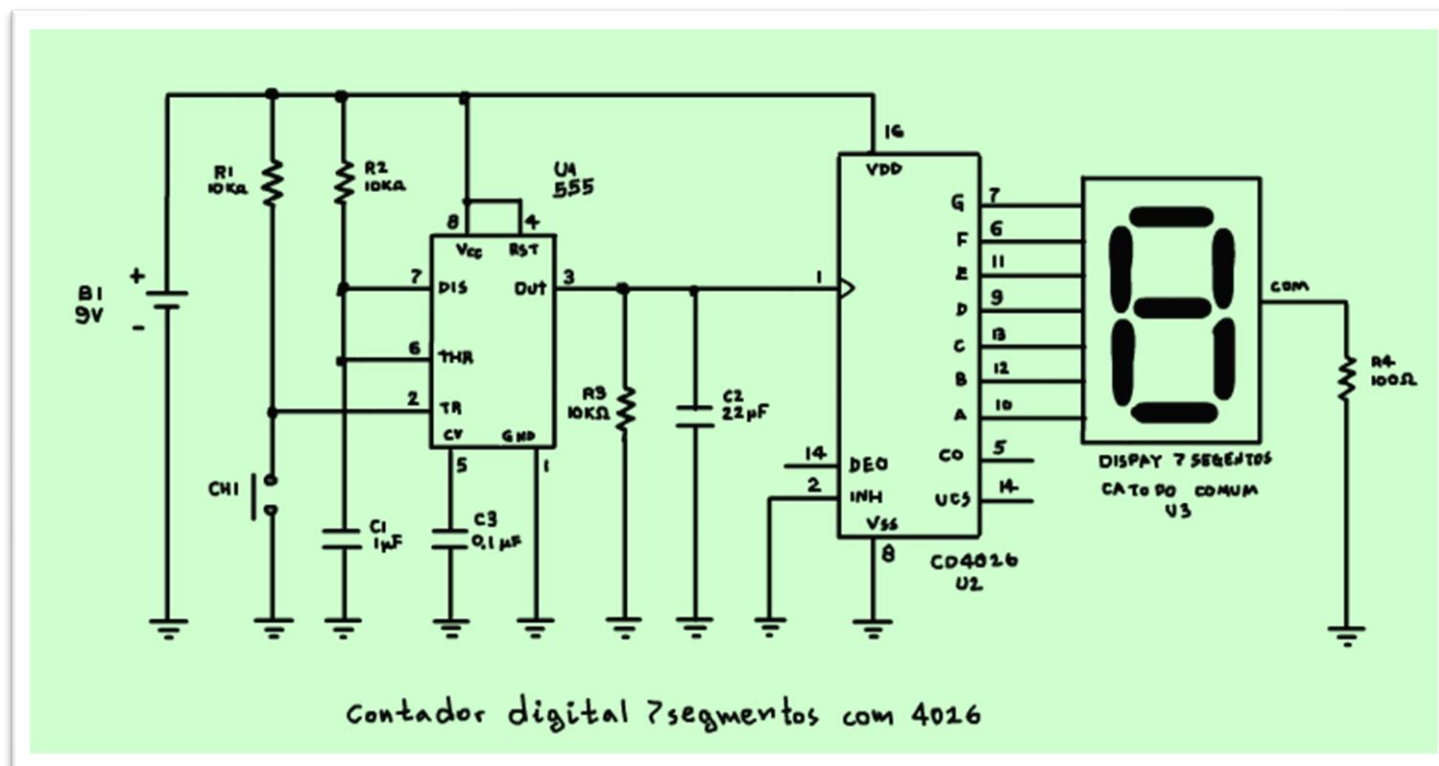 R1
10KΩ
R2
10KΩ
U1
555
8
4
Vcc
RST
7
DIS
OUT
3
6
THR
2
TR
CV
GND
5
1
+
B1
9V
-
CH1
C1
1µF
C3
0,1µF
R3
10KΩ
C2
22µF
16
VDD
1
G
7
F
6
E
11
D
9
C
13
B
12
A
10
14
DEO
CO
5
2
INH
UCS
14
VSS
8
CD4026
U2
COM
R4
100Ω
DISPAY 7 SEGENTOS
CATODO COMUM
U3
Contador digital 7segmentos com 4026